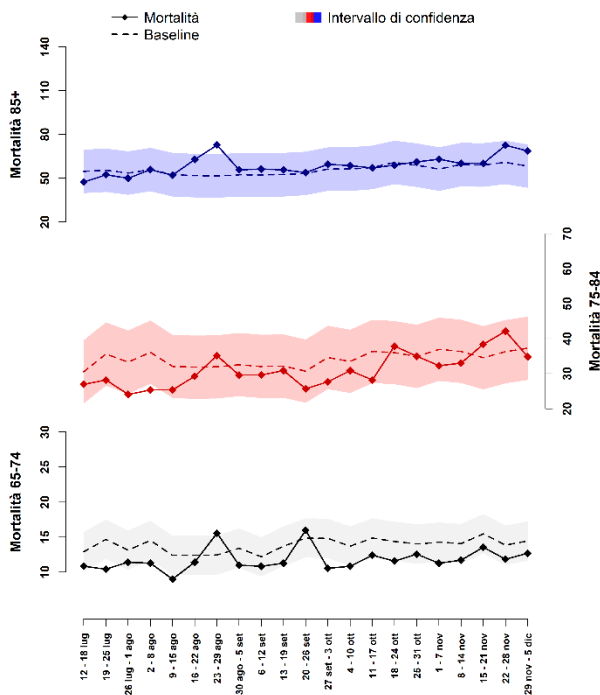 Mortalità
Baseline
Intervallo di confidenza
Mortalità 85+
140
110
80
50
20
Mortalità 75-84
70
60
50
40
30
20
Mortalità 65-74
30
25
20
15
10
12 - 18 lug
19 - 25 lug
26 lug - 1 ago
2 - 8 ago
9 - 15 ago
16 - 22 ago
23 - 29 ago
30 ago - 5 set
6 - 12 set
13 - 19 set
20 - 26 set
27 set - 3 ott
4 - 10 ott
11 - 17 ott
18 - 24 ott
25 - 31 ott
1 - 7 nov
8 - 14 nov
15 - 21 nov
22 - 28 nov
29 nov - 5 dic